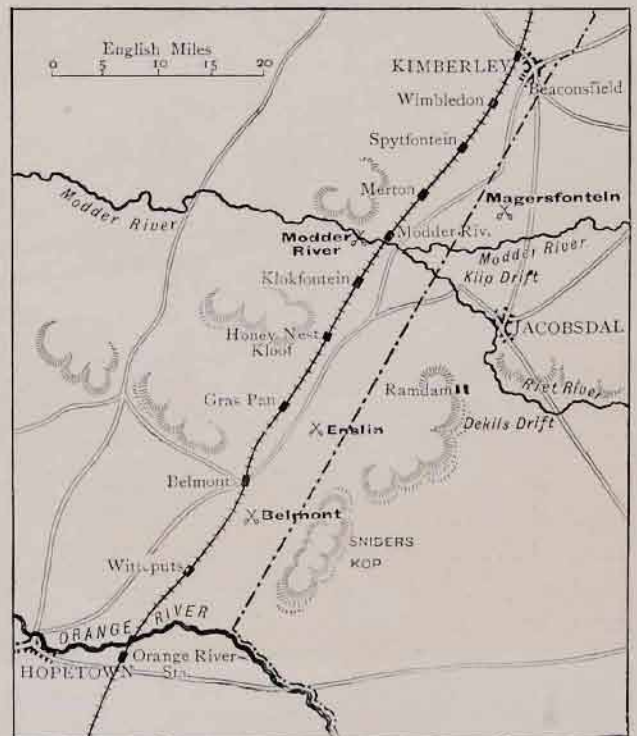 English Miles
0 5 10 15 20
KIMBERLEY
Beaconsfield
Wimbledon
Spytfontein
Merton
Magersfontein
Modder River
Modder River
Modder Riv.
Modder River
Klip Drift
Klokfontein
JACOBSDAL
Honey Nest
Kloof
Riet River
Ramdam
Gras Pan
Dekils Drift
Enslin
Belmont
Belmont
SNIDERS
KOP
Witteputs
ORANGE RIVER
HOPETOWN
Orange River
Sta.